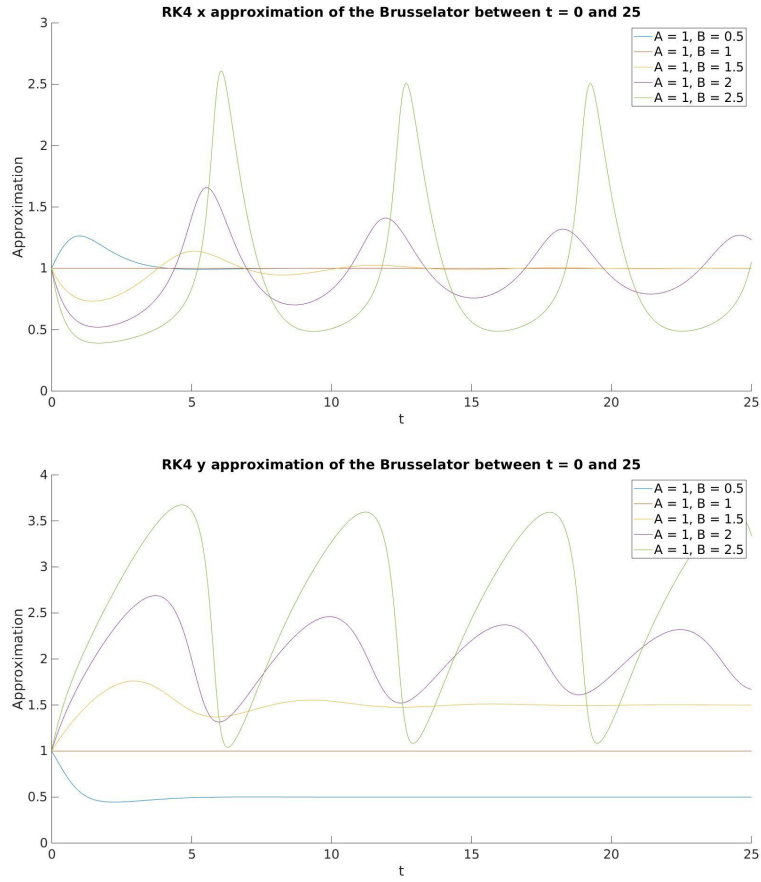 RK4 x approximation of the Brusselator between t = 0 and 25
3
2.5
2
1.5
1
0.5
0
Approximation
A = 1, B = 0.5
A = 1, B = 1
A = 1, B = 1.5
A = 1, B = 2
A = 1, B = 2.5
0 5 10 15 20 25
t
RK4 y approximation of the Brusselator between t = 0 and 25
4
3.5
3
2.5
2
1.5
1
0.5
0
Approximation
A = 1, B = 0.5
A = 1, B = 1
A = 1, B = 1.5
A = 1, B = 2
A = 1, B = 2.5
0 5 10 15 20 25
t